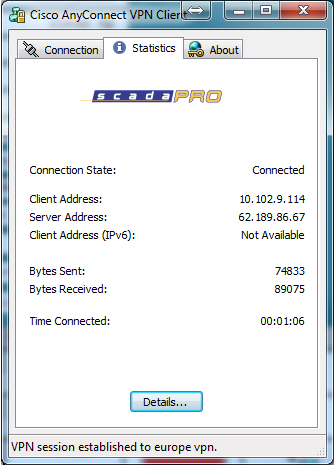 Cisco AnyConnect VPN Client
Connection
Statistics
About
scadaPRO
Connection State: Connected
Client Address: 10.102.9.114
Server Address: 62.189.86.67
Client Address (IPv6): Not Available
Bytes Sent: 74833
Bytes Received: 89075
Time Connected: 00:01:06
Details...
VPN session established to europe vpn.